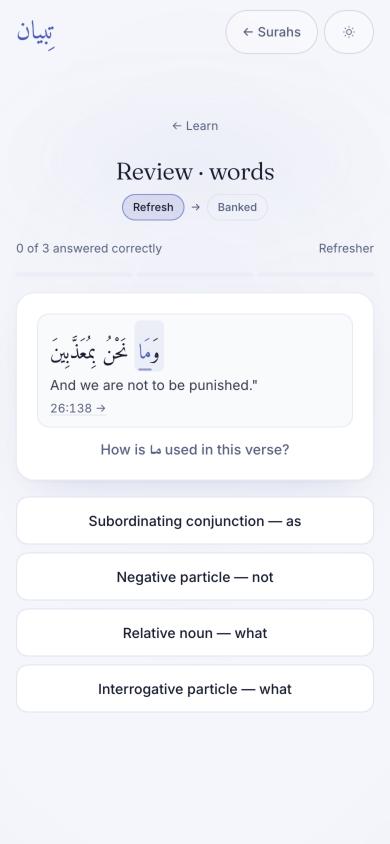 تِبيان
← Surahs
← Learn
Review · words
Refresh → Banked
0 of 3 answered correctly Refresher
وَمَا نَحْنُ بِمُعَذَّبِينَ
And we are not to be punished."
26:138 →
How is ما used in this verse?
Subordinating conjunction — as
Negative particle — not
Relative noun — what
Interrogative particle — what